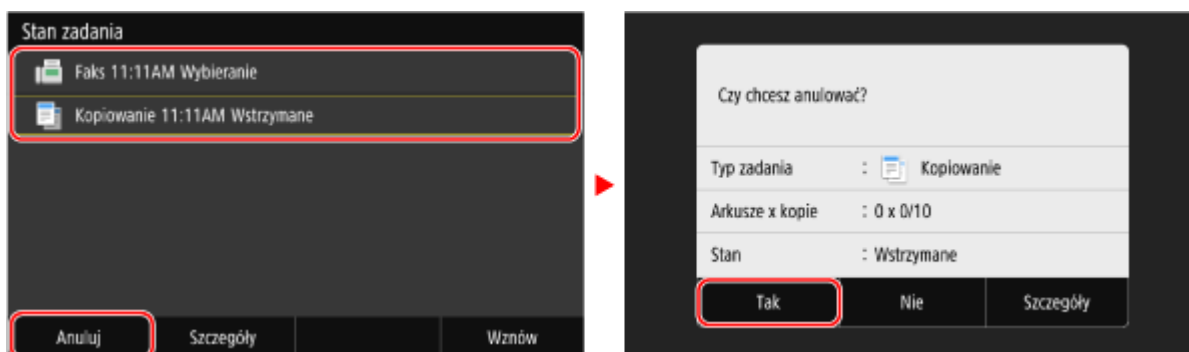 Stan zadania
Faks 11:11AM Wybieranie
Kopiowanie 11:11AM Wstrzymane
Anuluj Szczegóły Wznów
Czy chcesz anulować?
Typ zadania : Kopiowanie
Arkusze x kopie : 0 x 0/10
Stan : Wstrzymane
Tak Nie Szczegóły